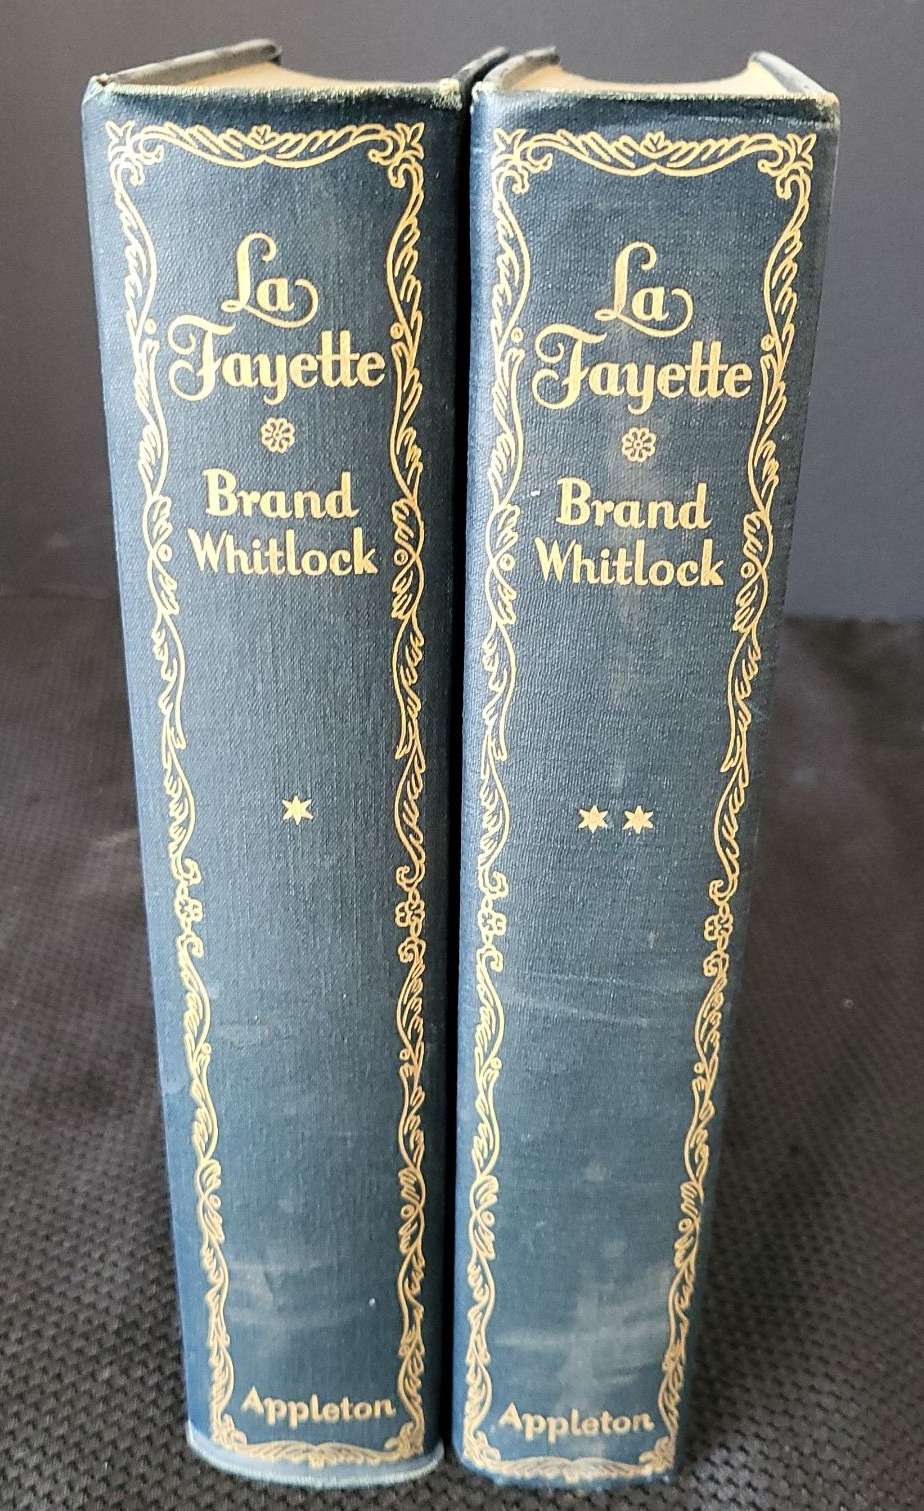 La
Fayette
Brand
Whitlock
Appleton
La
Fayette
Brand
Whitlock
Appleton